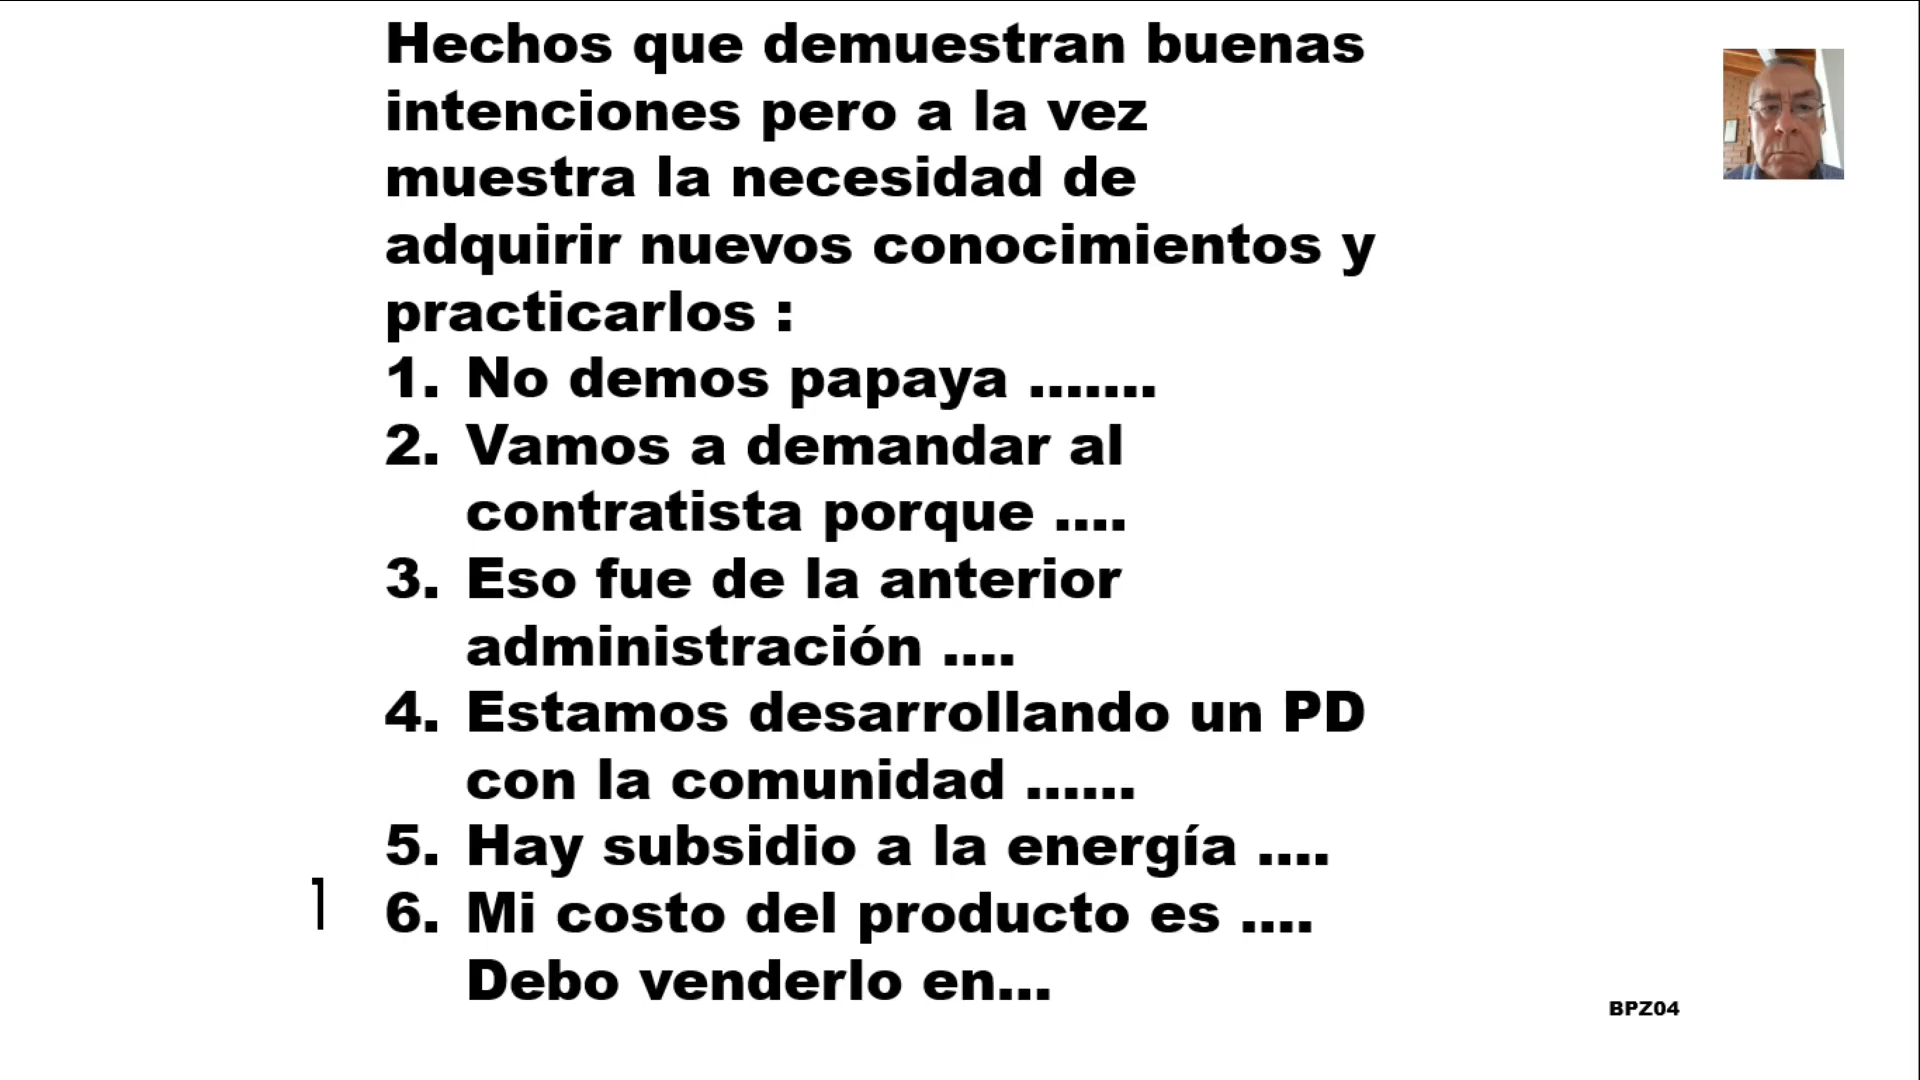 Hechos que demuestran buenas
intenciones pero a la vez
muestra la necesidad de
adquirir nuevos conocimientos y
practicarlos :
1. No demos papaya .......
2. Vamos a demandar al
contratista porque ....
3. Eso fue de la anterior
administración ....
4. Estamos desarrollando un PD
con la comunidad ......
5. Hay subsidio a la energía ....
1
6. Mi costo del producto es ....
Debo venderlo en...
BPZ04